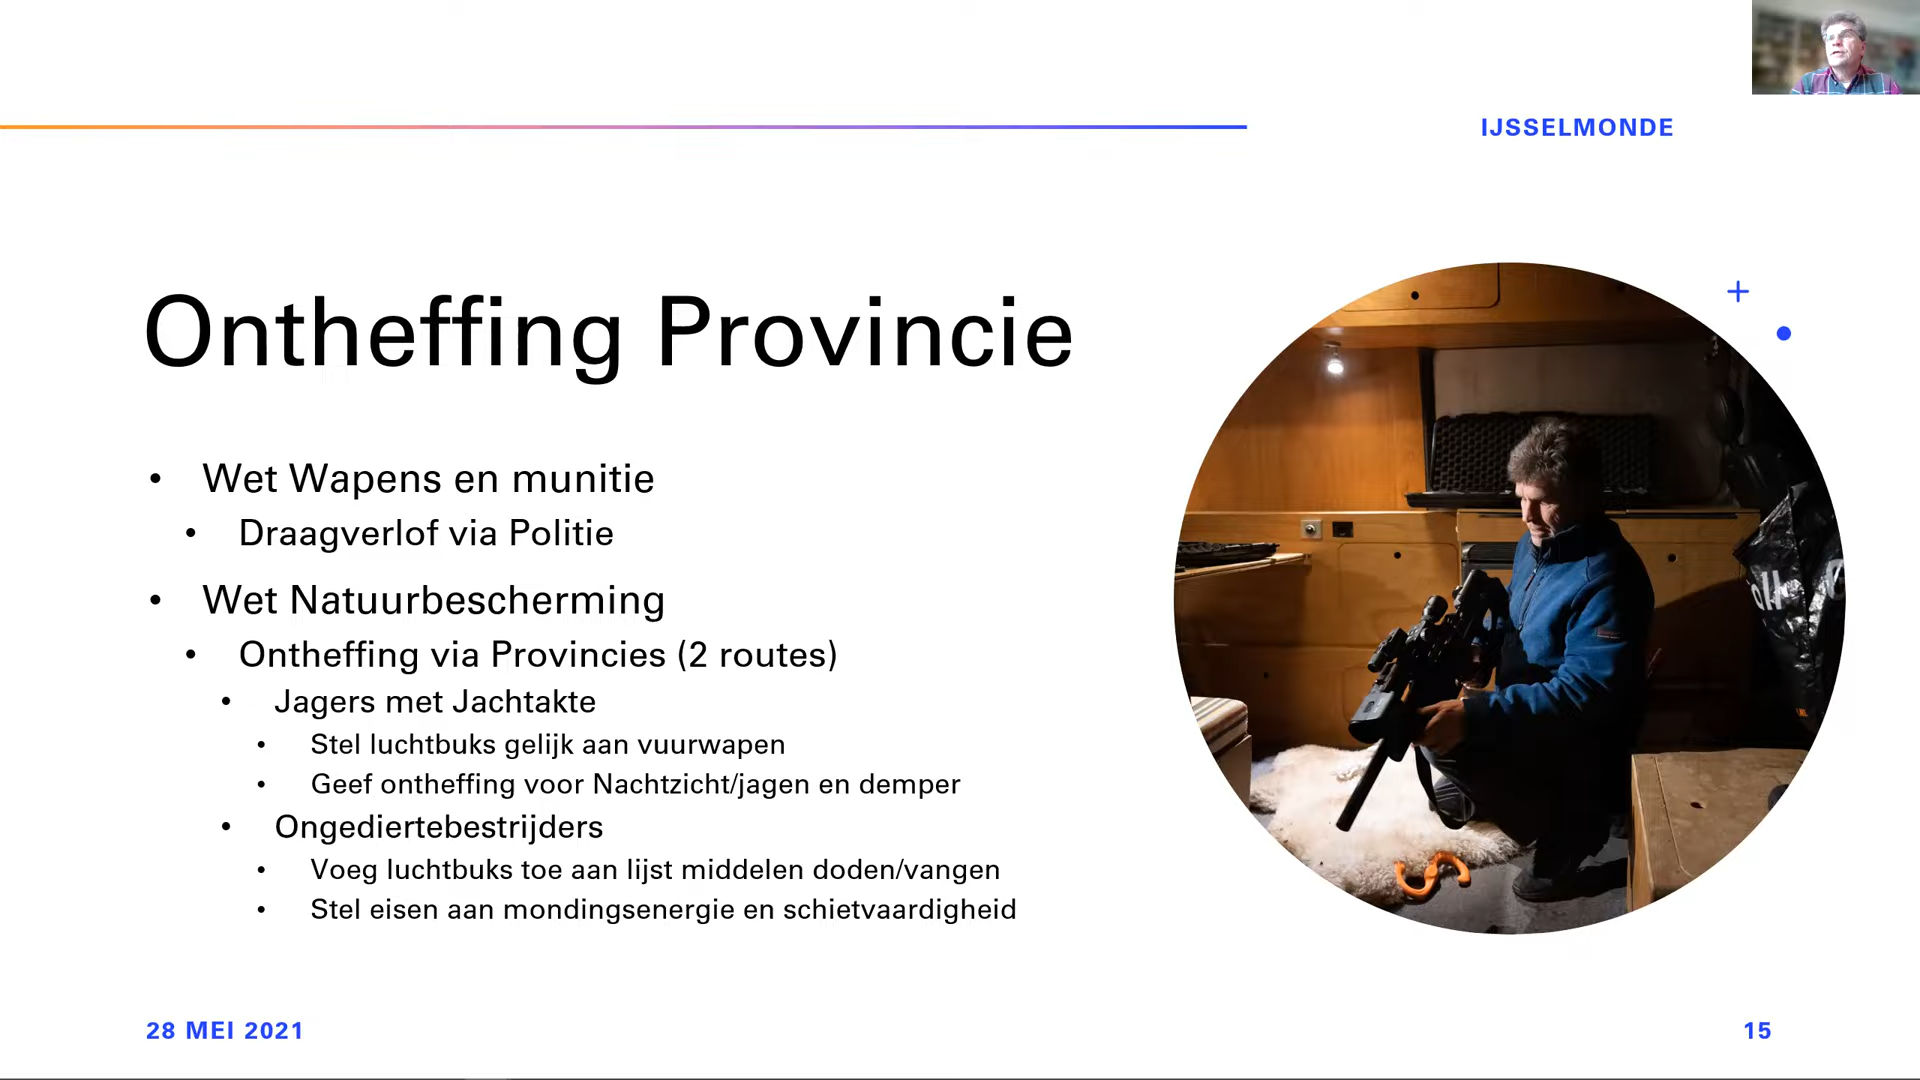 IJSSELMONDE
Ontheffing Provincie
• Wet Wapens en munitie
• Draagverlof via Politie
• Wet Natuurbescherming
• Ontheffing via Provincies (2 routes)
• Jagers met Jachtakte
• Stel luchtbuks gelijk aan vuurwapen
• Geef ontheffing voor Nachtzicht/jagen en demper
• Ongediertebestrijders
• Voeg luchtbuks toe aan lijst middelen doden/vangen
• Stel eisen aan mondingsenergie en schietvaardigheid
28 MEI 2021
15